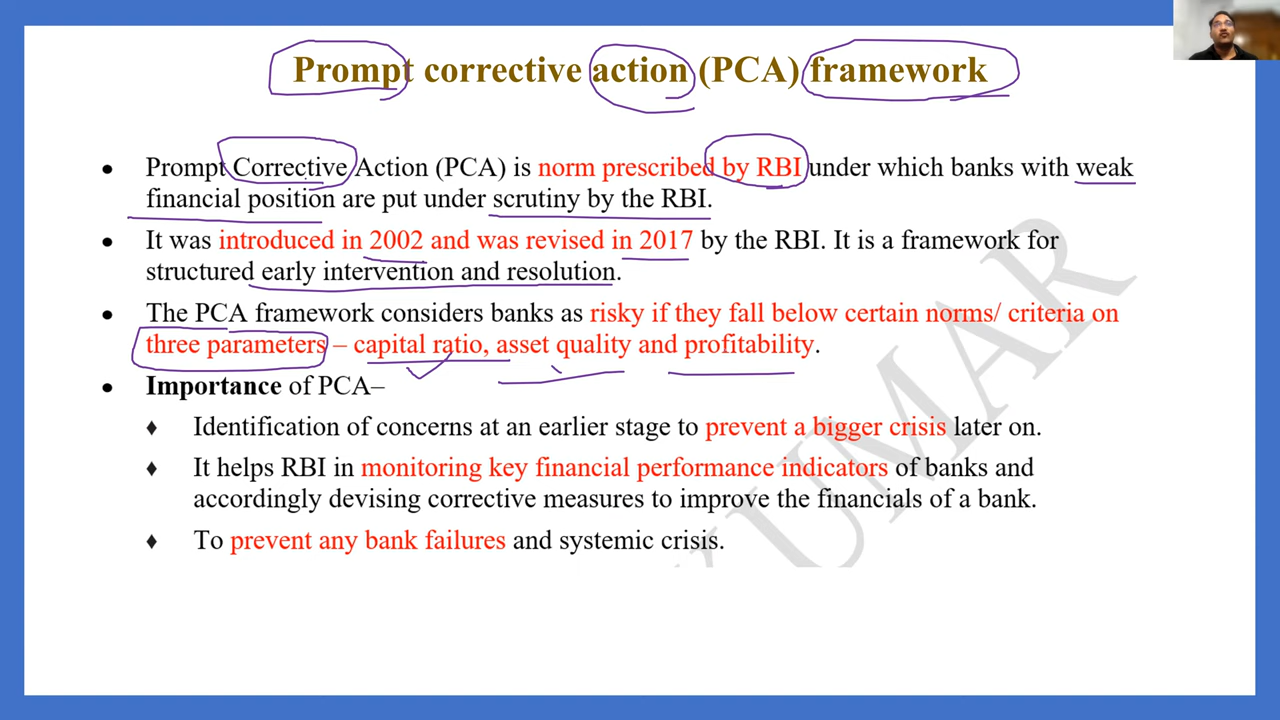 Prompt corrective action (PCA) framework
• Prompt Corrective Action (PCA) is norm prescribed by RBI under which banks with weak
financial position are put under scrutiny by the RBI.
• It was introduced in 2002 and was revised in 2017 by the RBI. It is a framework for
structured early intervention and resolution.
• The PCA framework considers banks as risky if they fall below certain norms/ criteria on
three parameters – capital ratio, asset quality and profitability.
• Importance of PCA–
♦ Identification of concerns at an earlier stage to prevent a bigger crisis later on.
♦ It helps RBI in monitoring key financial performance indicators of banks and
accordingly devising corrective measures to improve the financials of a bank.
♦ To prevent any bank failures and systemic crisis.
KUMAR